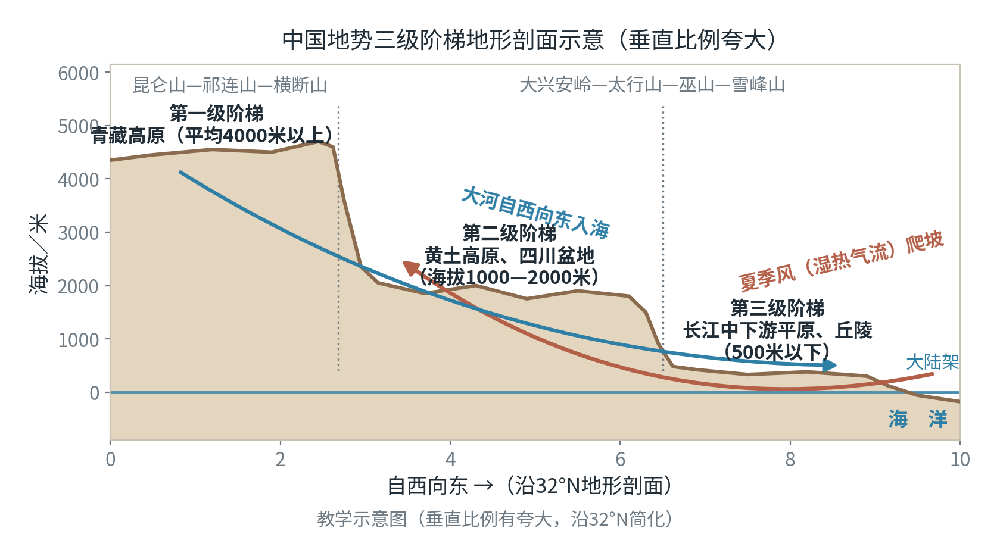 中国地势三级阶梯地形剖面示意（垂直比例夸大）
昆仑山—祁连山—横断山
大兴安岭—太行山—巫山—雪峰山
第一级阶梯
青藏高原（平均4000米以上）
大河自西向东入海
第二级阶梯
黄土高原、四川盆地
（海拔1000—2000米）
夏季风（湿热气流）爬坡
第三级阶梯
长江中下游平原、丘陵
（500米以下）
大陆架
海　洋
海拔／米
6000
5000
4000
3000
2000
1000
0
0 2 4 6 8 10
自西向东 →（沿32°N地形剖面）
教学示意图（垂直比例有夸大，沿32°N简化）